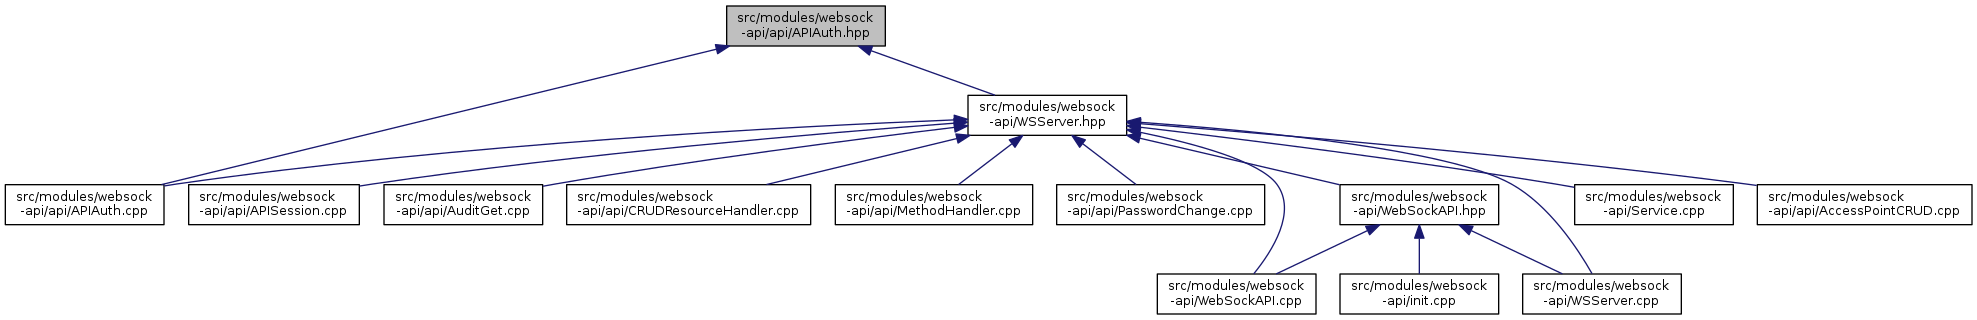 src/modules/websock
-api/api/APIAuth.hpp
src/modules/websock
-api/WSServer.hpp
src/modules/websock
-api/api/APIAuth.cpp
src/modules/websock
-api/api/APISession.cpp
src/modules/websock
-api/api/AuditGet.cpp
src/modules/websock
-api/api/CRUDResourceHandler.cpp
src/modules/websock
-api/api/MethodHandler.cpp
src/modules/websock
-api/api/PasswordChange.cpp
src/modules/websock
-api/WebSockAPI.hpp
src/modules/websock
-api/Service.cpp
src/modules/websock
-api/api/AccessPointCRUD.cpp
src/modules/websock
-api/WebSockAPI.cpp
src/modules/websock
-api/init.cpp
src/modules/websock
-api/WSServer.cpp